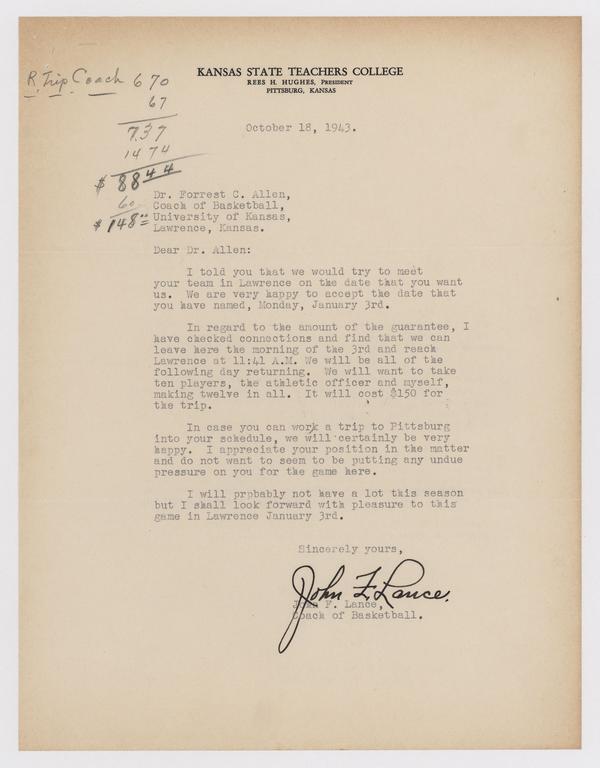 KANSAS STATE TEACHERS COLLEGE
REES H. HUGHES, PRESIDENT
PITTSBURG, KANSAS
R. Trip Coach 6 70
67
7.37
14 74
$ 88 44
60
$ 148 00
October 18, 1943.
Dr. Forrest C. Allen,
Coach of Basketball,
University of Kansas,
Lawrence, Kansas.
Dear Dr. Allen:
I told you that we would try to meet
your team in Lawrence on the date that you want
us. We are very happy to accept the date that
you have named, Monday, January 3rd.
In regard to the amount of the guarantee, I
have checked connections and find that we can
leave here the morning of the 3rd and reach
Lawrence at 11:41 A.M. We will be all of the
following day returning. We will want to take
ten players, the athletic officer and myself,
making twelve in all. It will cost $150 for
the trip.
In case you can work a trip to Pittsburg
into your schedule, we will certainly be very
happy. I appreciate your position in the matter
and do not want to seem to be putting any undue
pressure on you for the game here.
I will prpbably not have a lot this season
but I shall look forward with pleasure to this
game in Lawrence January 3rd.
Sincerely yours,
John F. Lance.
John F. Lance,
Coach of Basketball.